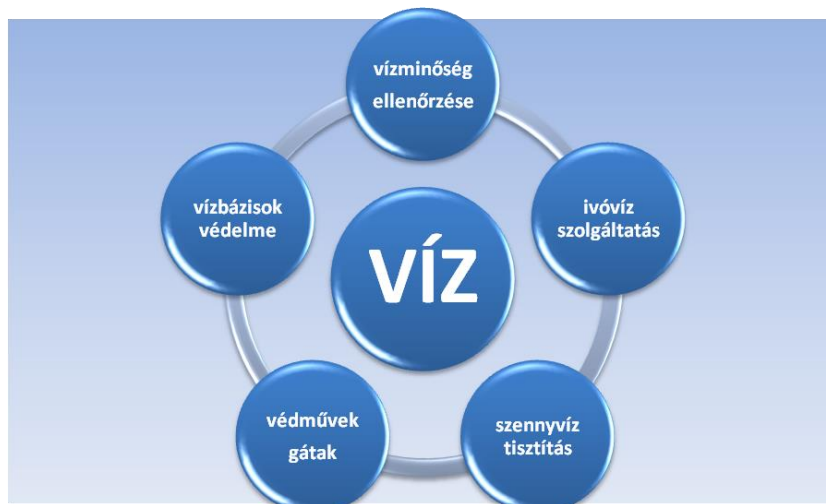 vízminőség
ellenőrzése
vízbázisok
védelme
ivóvíz
szolgáltatás
VÍZ
védművek
gátak
szennyvíz
tisztítás